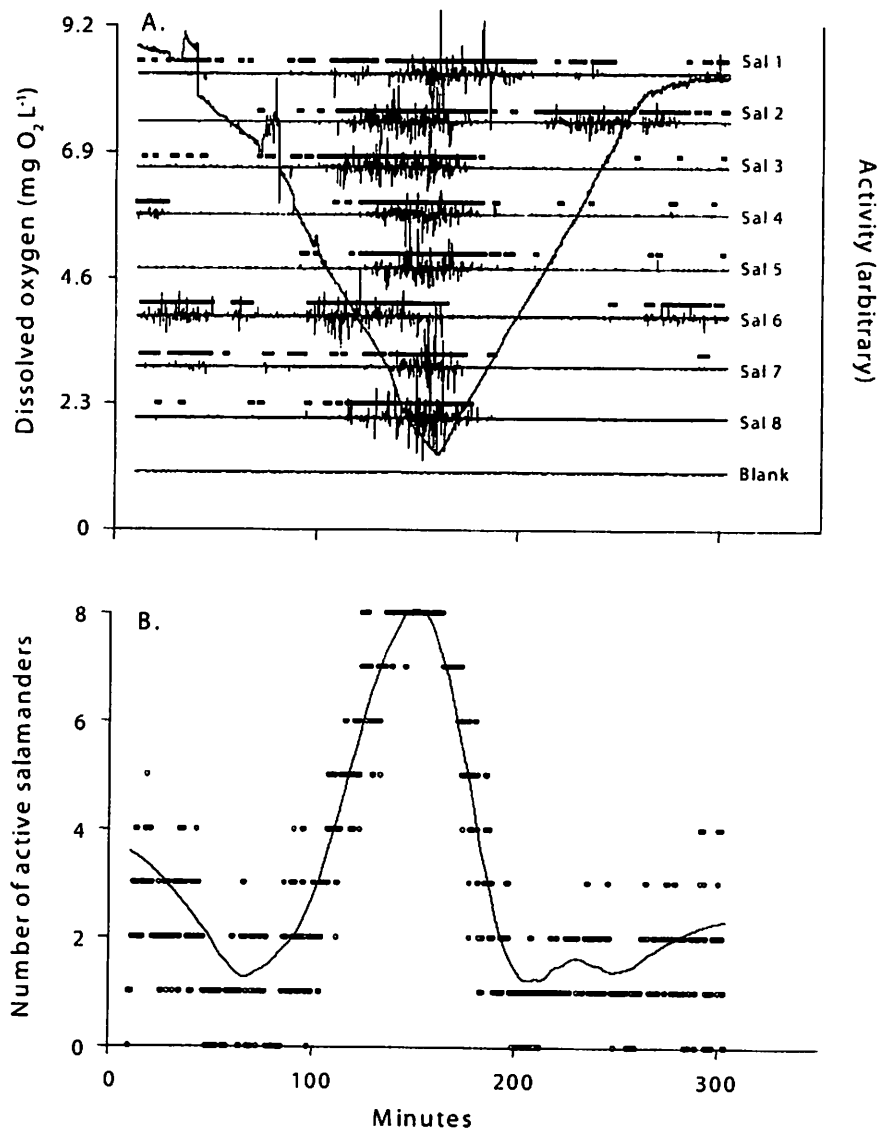 A.
9.2
6.9
4.6
2.3
0
Dissolved oxygen (mg O₂ L⁻¹)
Sal 1
Sal 2
Sal 3
Sal 4
Sal 5
Sal 6
Sal 7
Sal 8
Blank
Activity (arbitrary)
B.
8
6
4
2
0
Number of active salamanders
0 100 200 300
Minutes